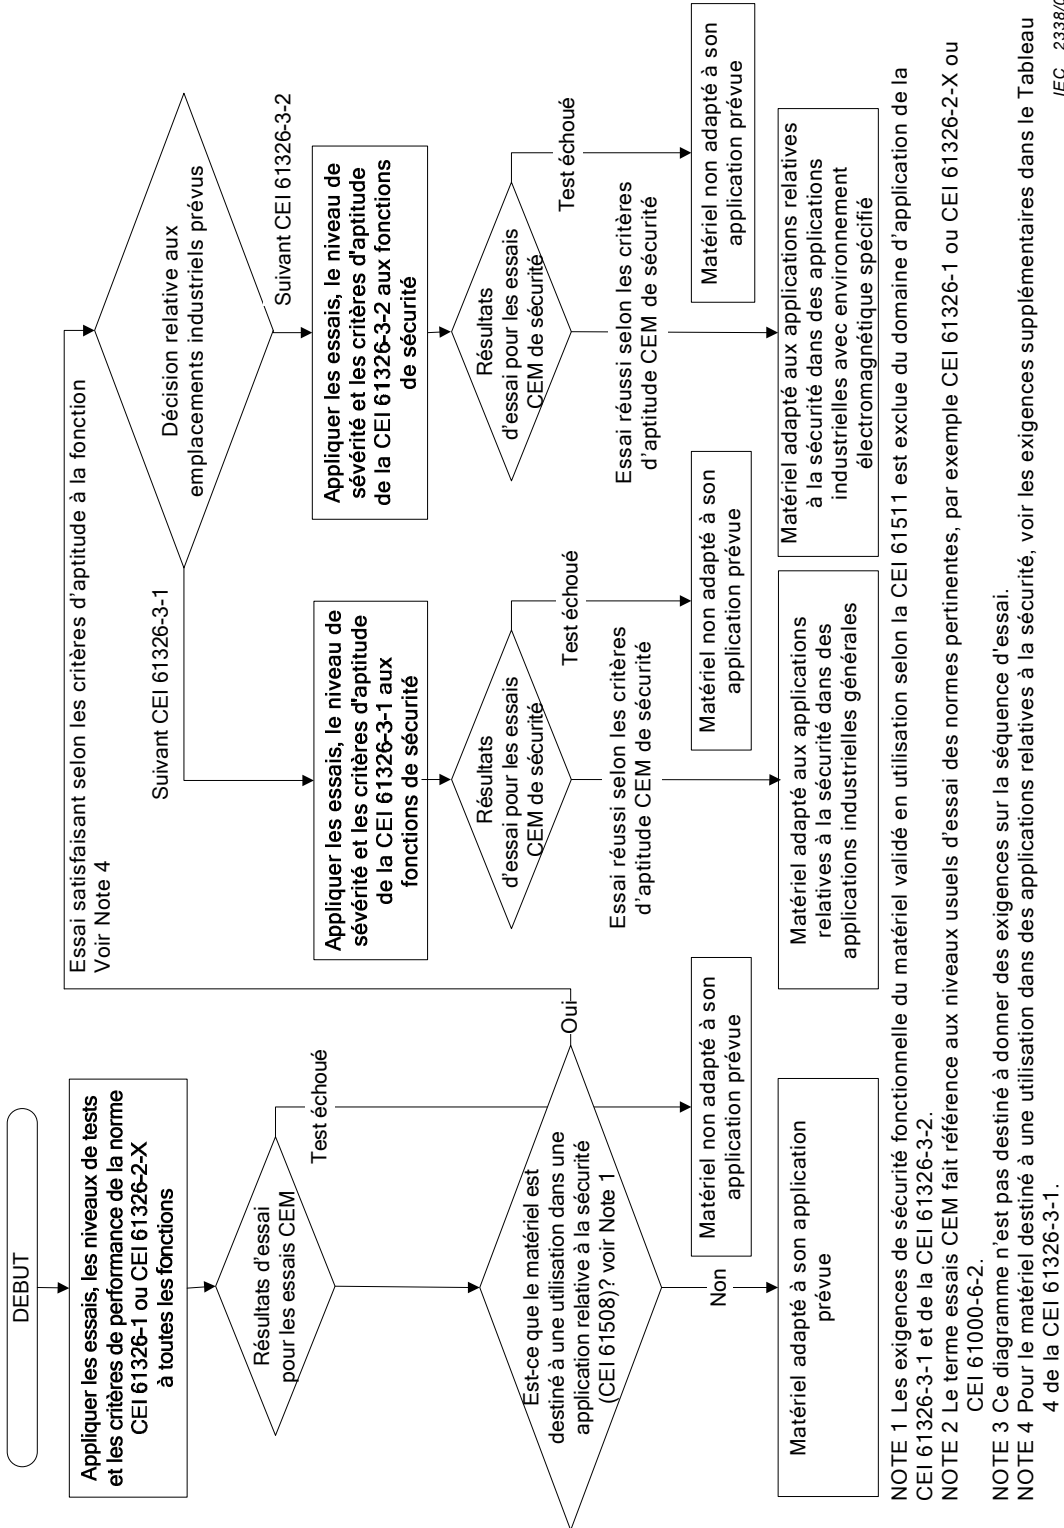 DEBUT
Appliquer les essais, les niveaux de tests
et les critères de performance de la norme
CEI 61326-1 ou CEI 61326-2-X
à toutes les fonctions
Résultats d'essai
pour les essais CEM
Test échoué
Est-ce que le matériel est
destiné à une utilisation dans une
application relative à la sécurité
(CEI 61508)? voir Note 1
Oui
Non
Matériel non adapté à son
application prévue
Matériel adapté à son application
prévue
Essai satisfaisant selon les critères d'aptitude à la fonction
Voir Note 4
Décision relative aux
emplacements industriels prévus
Suivant CEI 61326-3-1
Suivant CEI 61326-3-2
Appliquer les essais, le niveau de
sévérité et les critères d'aptitude
de la CEI 61326-3-1 aux
fonctions de sécurité
Résultats
d'essai pour les essais
CEM de sécurité
Test échoué
Essai réussi selon les critères
d'aptitude CEM de sécurité
Matériel non adapté à son
application prévue
Matériel adapté aux applications
relatives à la sécurité dans des
applications industrielles générales
Appliquer les essais, le niveau de
sévérité et les critères d'aptitude
de la CEI 61326-3-2 aux fonctions
de sécurité
Résultats
d'essai pour les essais
CEM de sécurité
Test échoué
Essai réussi selon les critères
d'aptitude CEM de sécurité
Matériel non adapté à son
application prévue
Matériel adapté aux applications relatives
à la sécurité dans des applications
industrielles avec environnement
électromagnétique spécifié
NOTE 1 Les exigences de sécurité fonctionnelle du matériel validé en utilisation selon la CEI 61511 est exclue du domaine d'application de la
CEI 61326-3-1 et de la CEI 61326-3-2.
NOTE 2 Le terme essais CEM fait référence aux niveaux usuels d'essai des normes pertinentes, par exemple CEI 61326-1 ou CEI 61326-2-X ou
CEI 61000-6-2.
NOTE 3 Ce diagramme n'est pas destiné à donner des exigences sur la séquence d'essai.
NOTE 4 Pour le matériel destiné à une utilisation dans des applications relatives à la sécurité, voir les exigences supplémentaires dans le Tableau
4 de la CEI 61326-3-1.
IEC 2338/0